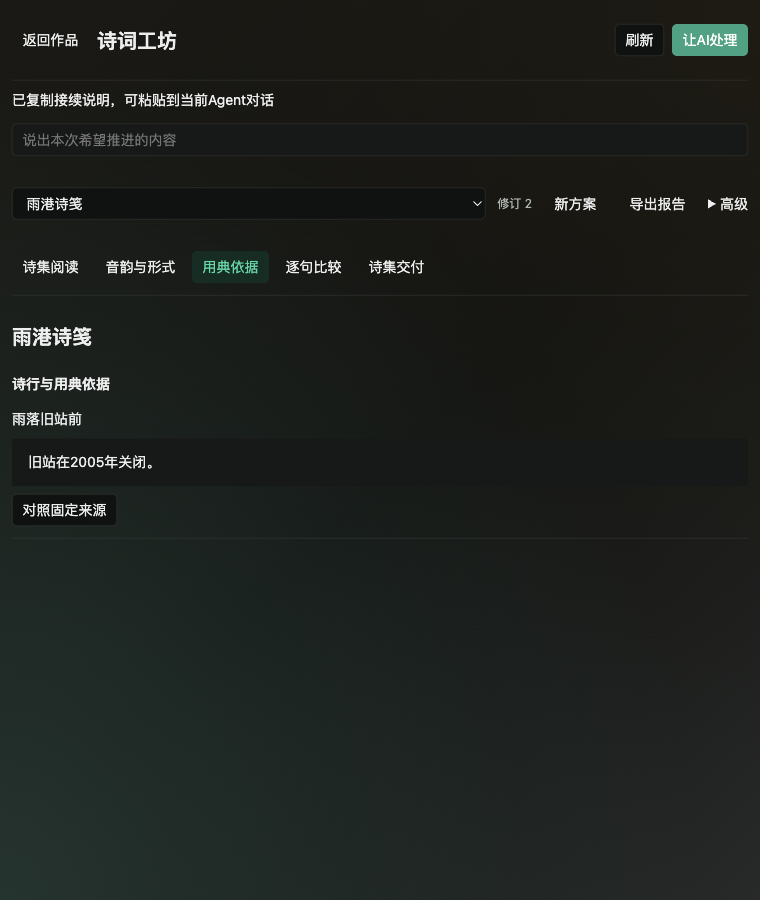 返回作品 诗词工坊 刷新 让AI处理
已复制接续说明，可粘贴到当前Agent对话
说出本次希望推进的内容
雨港诗笺 修订 2 新方案 导出报告 ▶ 高级
诗集阅读 音韵与形式 用典依据 逐句比较 诗集交付
雨港诗笺
诗行与用典依据
雨落旧站前
旧站在2005年关闭。
对照固定来源